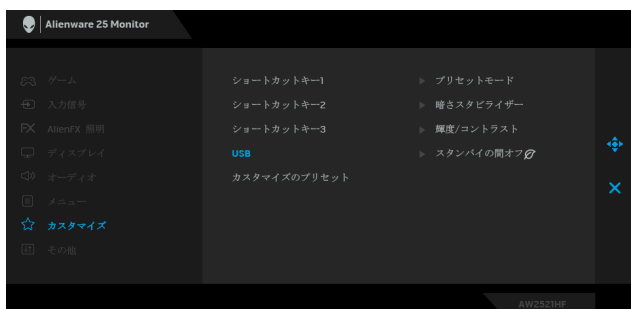 Alienware 25 Monitor
ゲーム
ショートカットキー1 プリセットモード
入力信号
ショートカットキー2 暗さスタビライザー
FX AlienFX 照明
ショートカットキー3 輝度/コントラスト
ディスプレイ
USB スタンバイの間オフ
オーディオ
カスタマイズのプリセット
メニュー
カスタマイズ
その他
AW2521HF